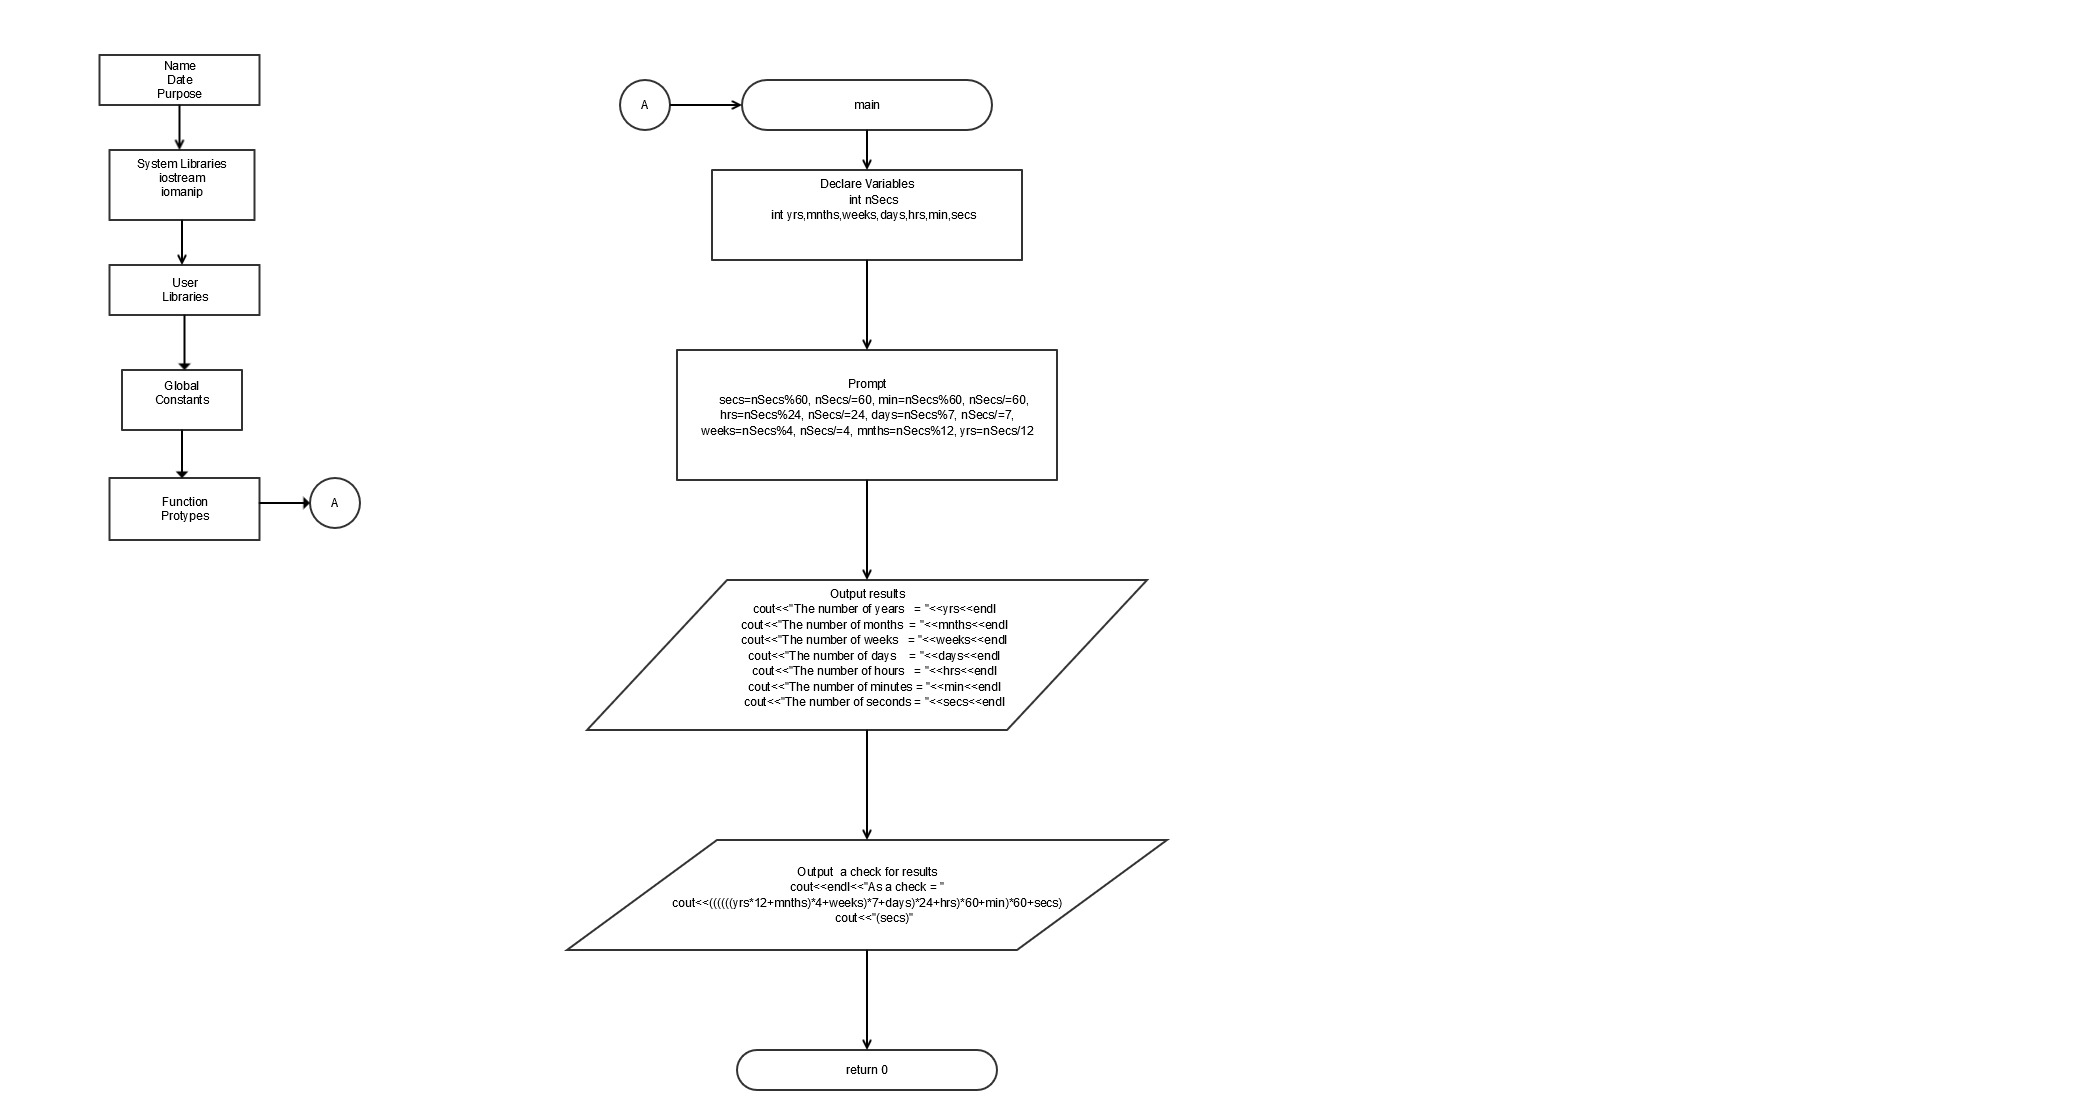 Name
Date
Purpose
System Libraries
iostream
iomanip
User
Libraries
Global
Constants
Function
Protypes
A
A
main
Declare Variables
int nSecs
int yrs,mnths,weeks,days,hrs,min,secs
Prompt
secs=nSecs%60, nSecs/=60, min=nSecs%60, nSecs/=60,
hrs=nSecs%24, nSecs/=24, days=nSecs%7, nSecs/=7,
weeks=nSecs%4, nSecs/=4, mnths=nSecs%12, yrs=nSecs/12
Output results
cout<<"The number of years   = "<<yrs<<endl
cout<<"The number of months  = "<<mnths<<endl
cout<<"The number of weeks   = "<<weeks<<endl
cout<<"The number of days    = "<<days<<endl
cout<<"The number of hours   = "<<hrs<<endl
cout<<"The number of minutes = "<<min<<endl
cout<<"The number of seconds = "<<secs<<endl
Output  a check for results
cout<<endl<<"As a check = "
cout<<((((((yrs*12+mnths)*4+weeks)*7+days)*24+hrs)*60+min)*60+secs)
cout<<"(secs)"
return 0